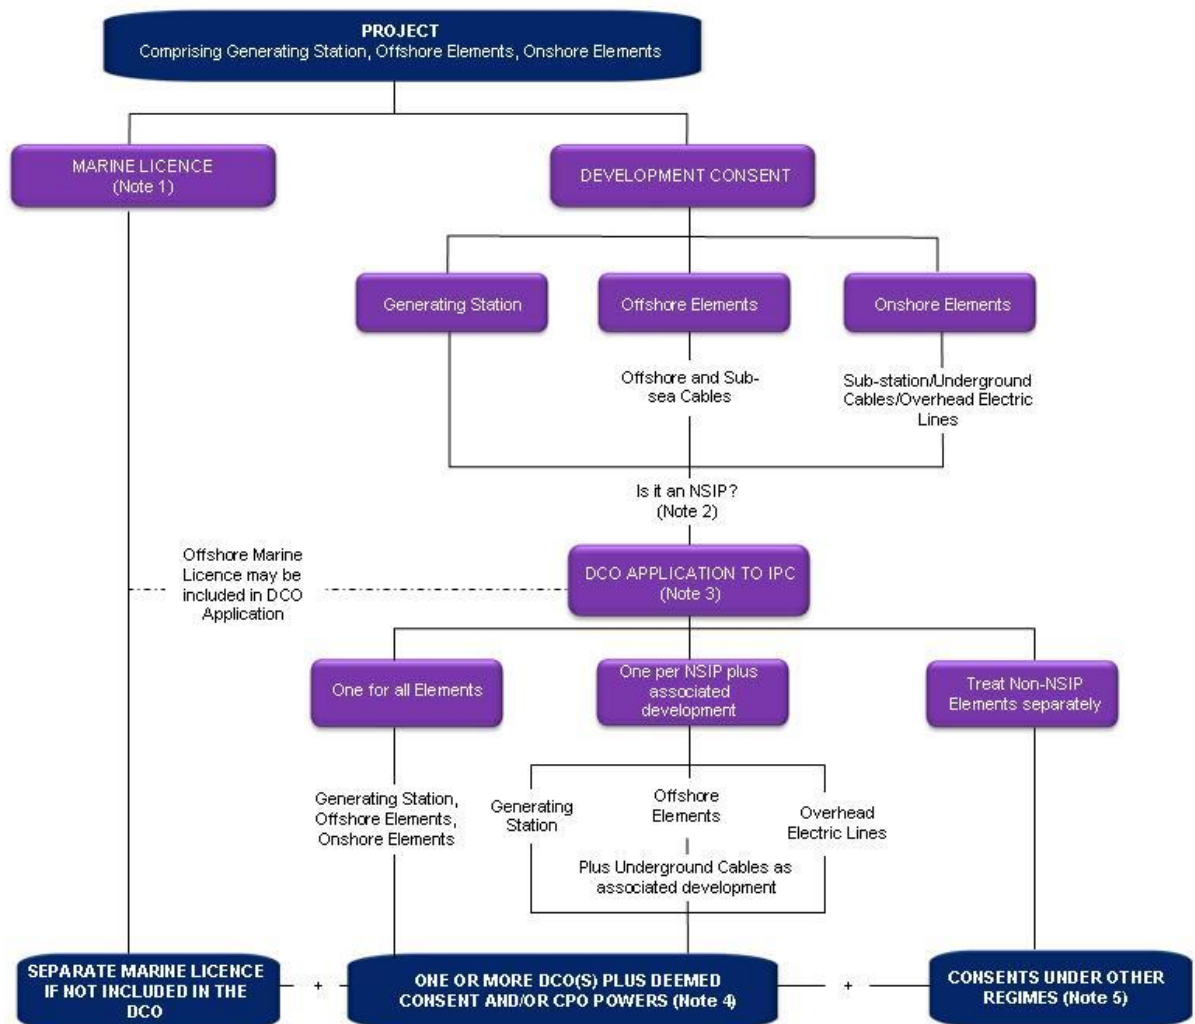 PROJECT
Comprising Generating Station, Offshore Elements, Onshore Elements
MARINE LICENCE
(Note 1)
DEVELOPMENT CONSENT
Generating Station
Offshore Elements
Onshore Elements
Offshore and Sub-
sea Cables
Sub-station/Underground
Cables/Overhead Electric
Lines
Is it an NSIP?
(Note 2)
Offshore Marine
Licence may be
included in DCO
Application
DCO APPLICATION TO IPC
(Note 3)
One for all Elements
One per NSIP plus
associated
development
Treat Non-NSIP
Elements separately
Generating Station,
Offshore Elements,
Onshore Elements
Generating
Station
Offshore
Elements
Overhead
Electric Lines
Plus Underground Cables as
associated development
SEPARATE MARINE LICENCE
IF NOT INCLUDED IN THE
DCO
+
ONE OR MORE DCO(S) PLUS DEEMED
CONSENT AND/OR CPO POWERS (Note 4)
+
CONSENTS UNDER OTHER
REGIMES (Note 5)